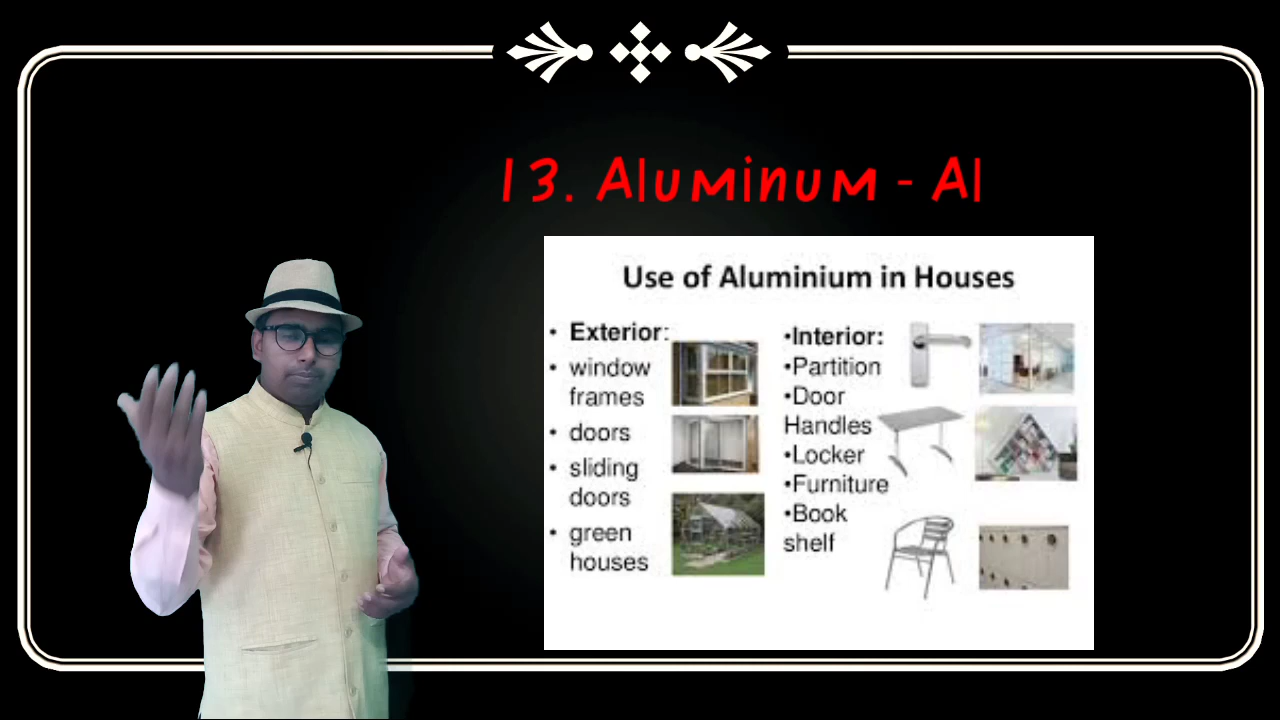 13. Aluminum - Al
Use of Aluminium in Houses
• Exterior:
• window
frames
• doors
• sliding
doors
• green
houses
•Interior:
•Partition
•Door
Handles
•Locker
•Furniture
•Book
shelf